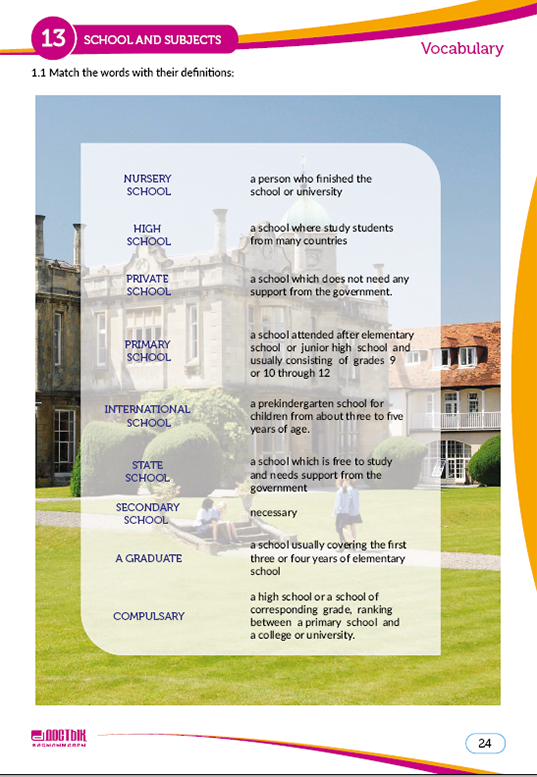 13 SCHOOL AND SUBJECTS
Vocabulary
1.1 Match the words with their definitions:
NURSERY
SCHOOL
a person who finished the
school or university
HIGH
SCHOOL
a school where study students
from many countries
PRIVATE
SCHOOL
a school which does not need any
support from the government.
PRIMARY
SCHOOL
a school attended after elementary
school or junior high school and
usually consisting of grades 9
or 10 through 12
INTERNATIONAL
SCHOOL
a prekindergarten school for
children from about three to five
years of age.
STATE
SCHOOL
a school which is free to study
and needs support from the
government
SECONDARY
SCHOOL
necessary
A GRADUATE
a school usually covering the first
three or four years of elementary
school
COMPULSARY
a high school or a school of
corresponding grade, ranking
between a primary school and
a college or university.
ДОСТЫК
24